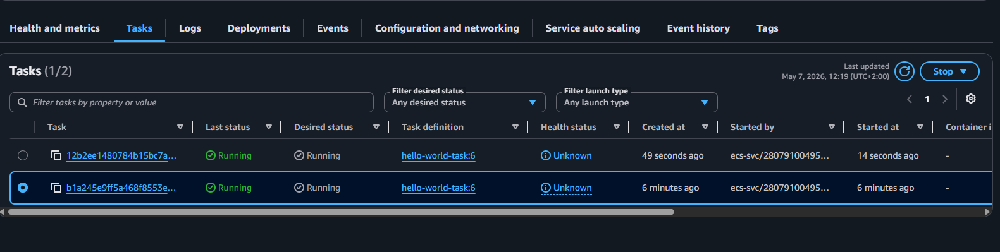 Health and metrics Tasks Logs Deployments Events Configuration and networking Service auto scaling Event history Tags
Tasks (1/2)
Last updated
May 7, 2026, 12:19 (UTC+2:00)
Stop
Filter tasks by property or value
Filter desired status
Any desired status
Filter launch type
Any launch type
1
Task Last status Desired status Task definition Health status Created at Started by Started at Container i
12b2ee1480784b15bc7a... Running Running hello-world-task:6 Unknown 49 seconds ago ecs-svc/28079100495... 14 seconds ago -
b1a245e9ff5a468f8553e... Running Running hello-world-task:6 Unknown 6 minutes ago ecs-svc/28079100495... 6 minutes ago -